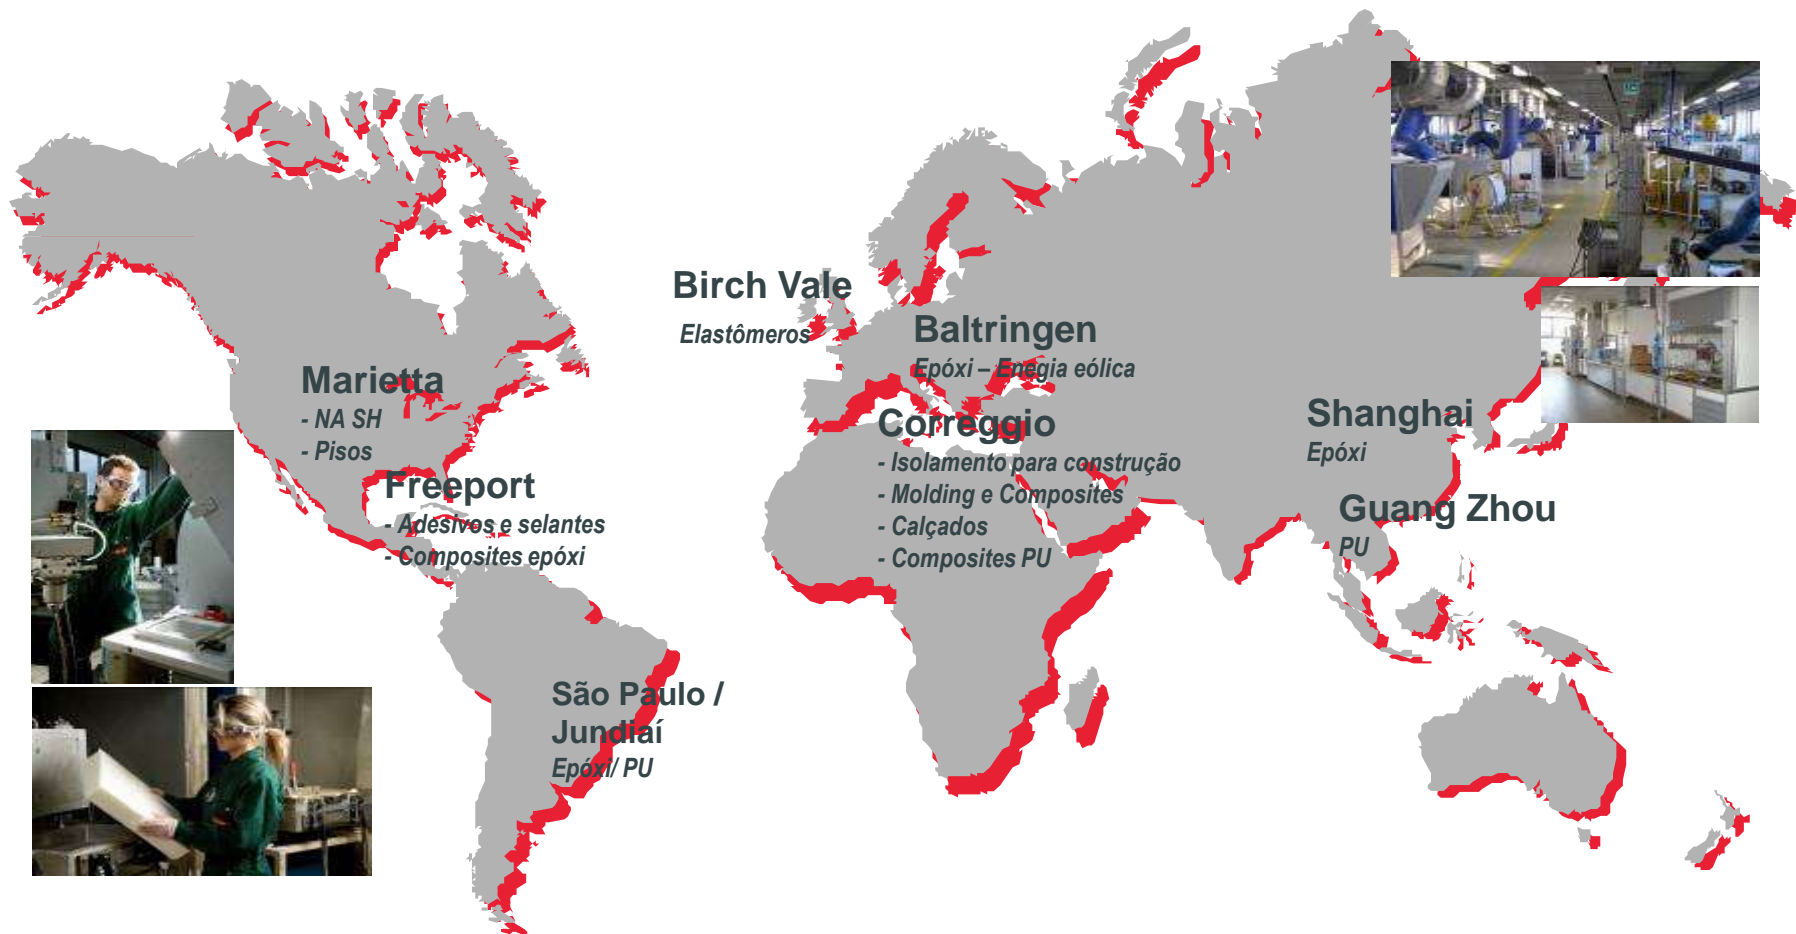 Birch Vale
Elastômeros
Baltringen
Epóxi – Enegia eólica
Marietta
- NA SH
- Pisos
Freeport
- Adesivos e selantes
- Composites epóxi
Correggio
- Isolamento para construção
- Molding e Composites
- Calçados
- Composites PU
Shanghai
Epóxi
Guang Zhou
PU
São Paulo /
Jundiaí
Epóxi/ PU